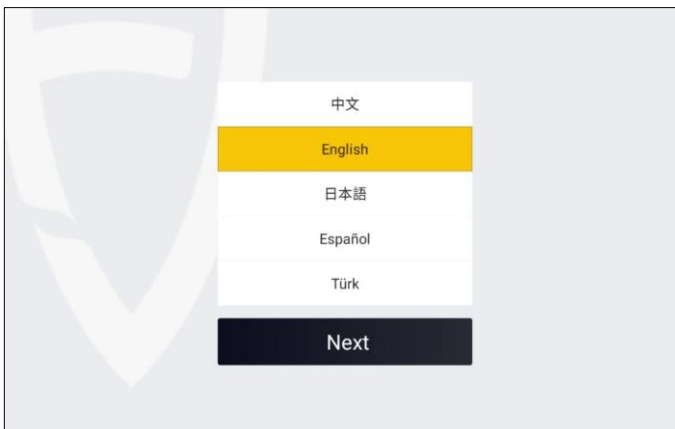 中文
English
日本語
Español
Türk
Next